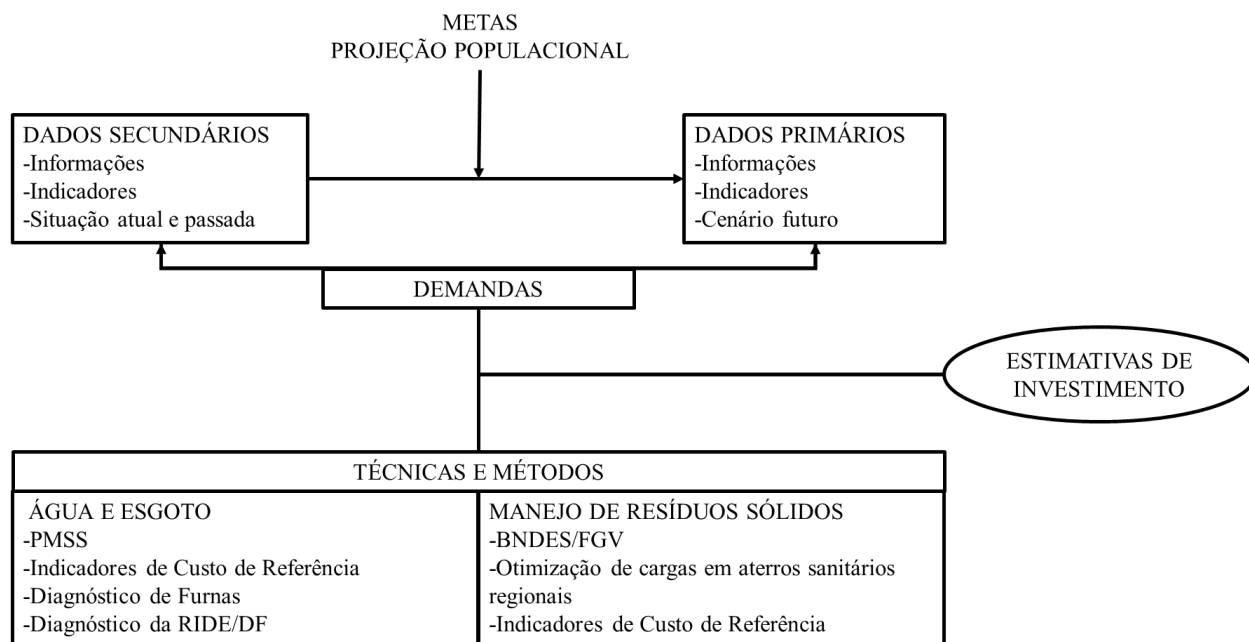 METAS
PROJEÇÃO POPULACIONAL
DADOS SECUNDÁRIOS
-Informações
-Indicadores
-Situação atual e passada
DADOS PRIMÁRIOS
-Informações
-Indicadores
-Cenário futuro
DEMANDAS
ESTIMATIVAS DE
INVESTIMENTO
TÉCNICAS E MÉTODOS
ÁGUA E ESGOTO
-PMSS
-Indicadores de Custo de Referência
-Diagnóstico de Furnas
-Diagnóstico da RIDE/DF
MANEJO DE RESÍDUOS SÓLIDOS
-BNDES/FGV
-Otimização de cargas em aterros sanitários
regionais
-Indicadores de Custo de Referência